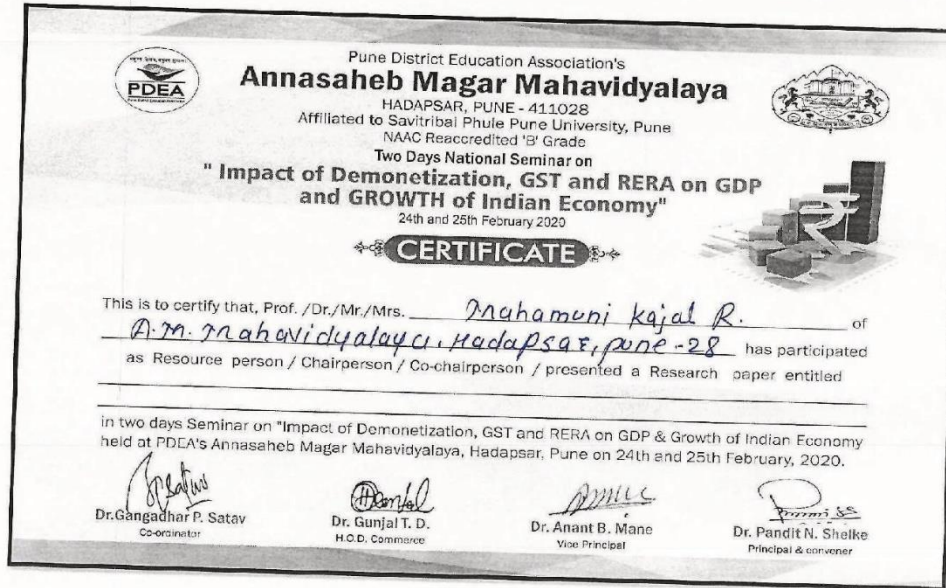 Pune District Education Association's
Annasaheb Magar Mahavidyalaya
HADAPSAR, PUNE - 411028
Affiliated to Savitribai Phule Pune University, Pune
NAAC Reaccredited 'B' Grade
Two Days National Seminar on
" Impact of Demonetization, GST and RERA on GDP
and GROWTH of Indian Economy"
24th and 25th February 2020
CERTIFICATE
PDEA
This is to certify that, Prof. /Dr./Mr./Mrs. Mahamuni Kajal R. of
A.M. Mahavidyalaya, Hadapsar, pune-28 has participated
as Resource person / Chairperson / Co-chairperson / presented a Research paper entitled
in two days Seminar on "Impact of Demonetization, GST and RERA on GDP & Growth of Indian Economy
held at PDEA's Annasaheb Magar Mahavidyalaya, Hadapsar, Pune on 24th and 25th February, 2020.
Dr.Gangadhar P. Satav
Co-ordinator
Dr. Gunjal T. D.
H.O.D. Commerce
Dr. Anant B. Mane
Vice Principal
Dr. Pandit N. Shelke
Principal & convener